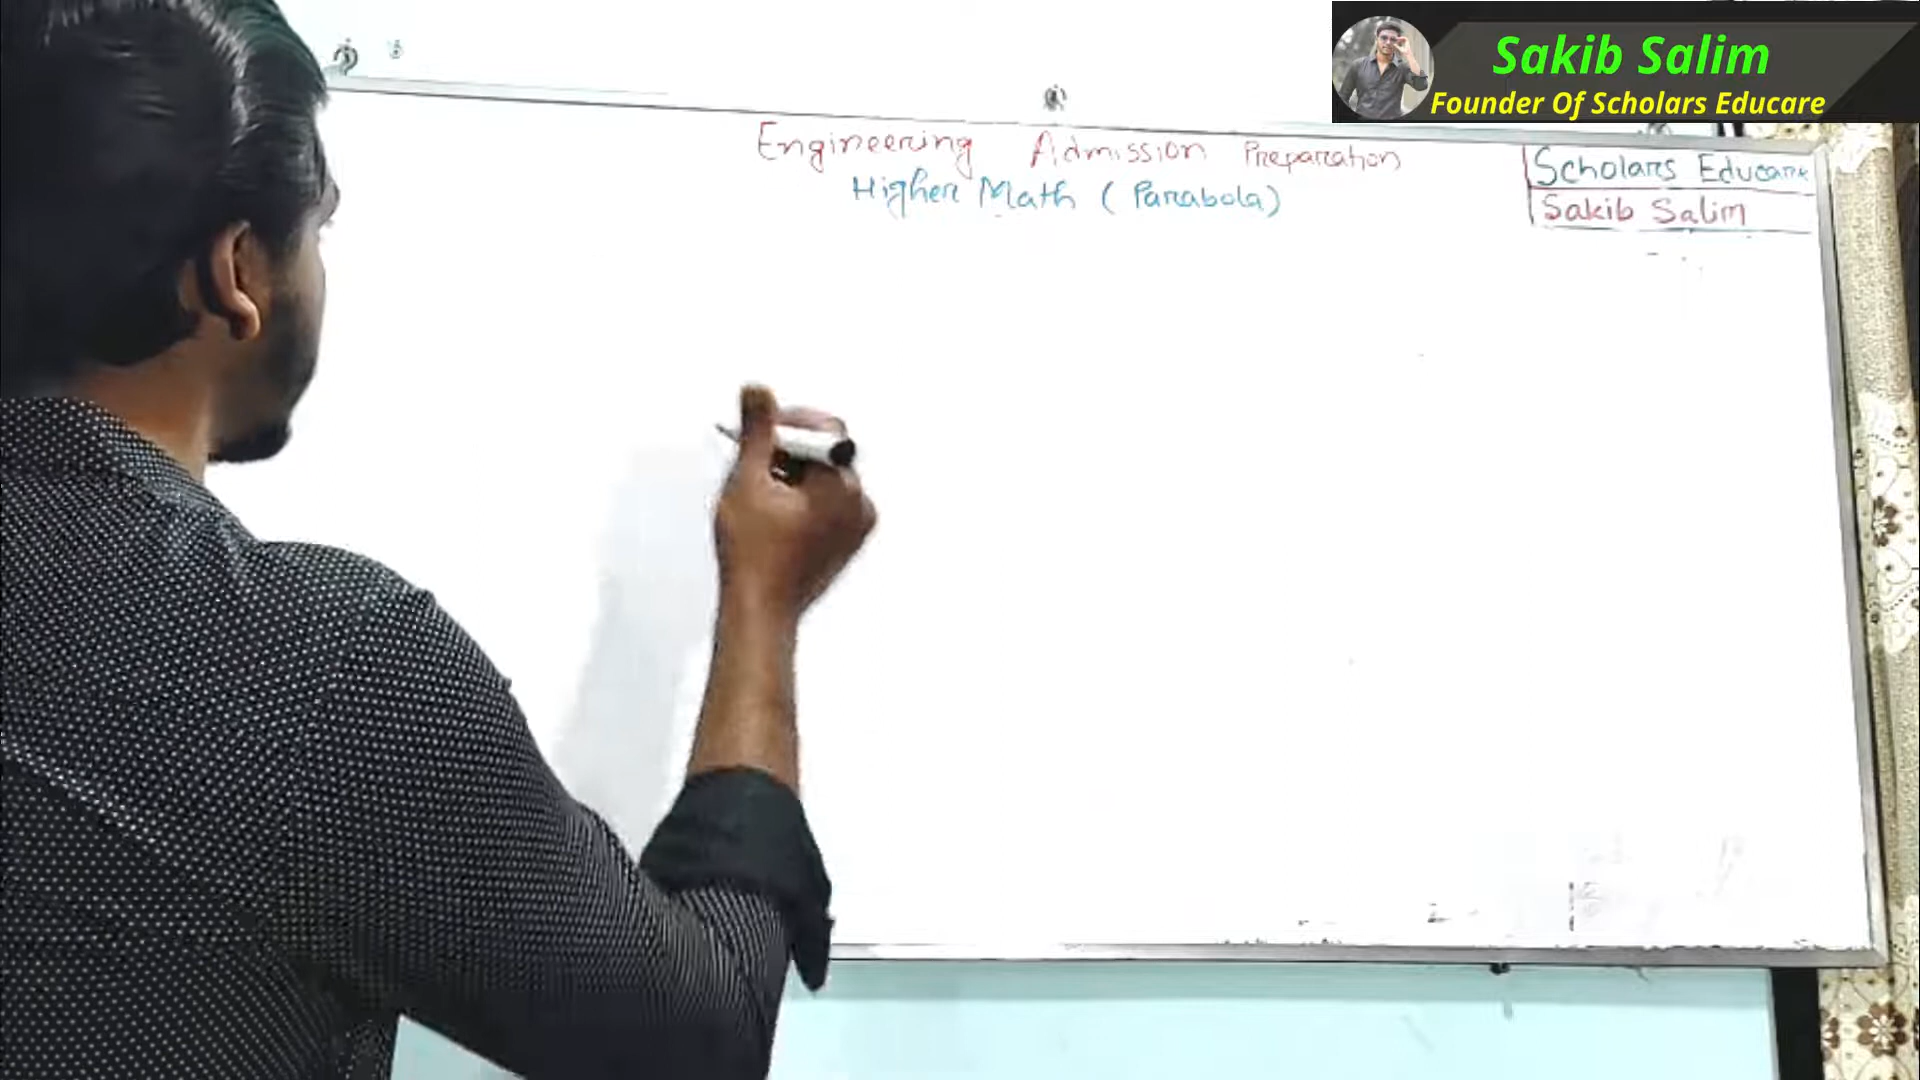 Sakib Salim
Founder Of Scholars Educare
Engineering Admission Preparation
Higher Math (Parabola)
Scholars Educare
Sakib Salim